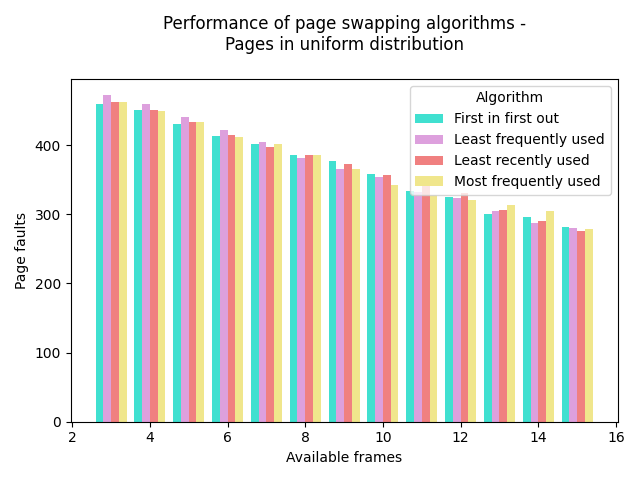 Performance of page swapping algorithms -
Pages in uniform distribution
Algorithm
First in first out
Least frequently used
Least recently used
Most frequently used
Page faults
400
300
200
100
0
2 4 6 8 10 12 14 16
Available frames